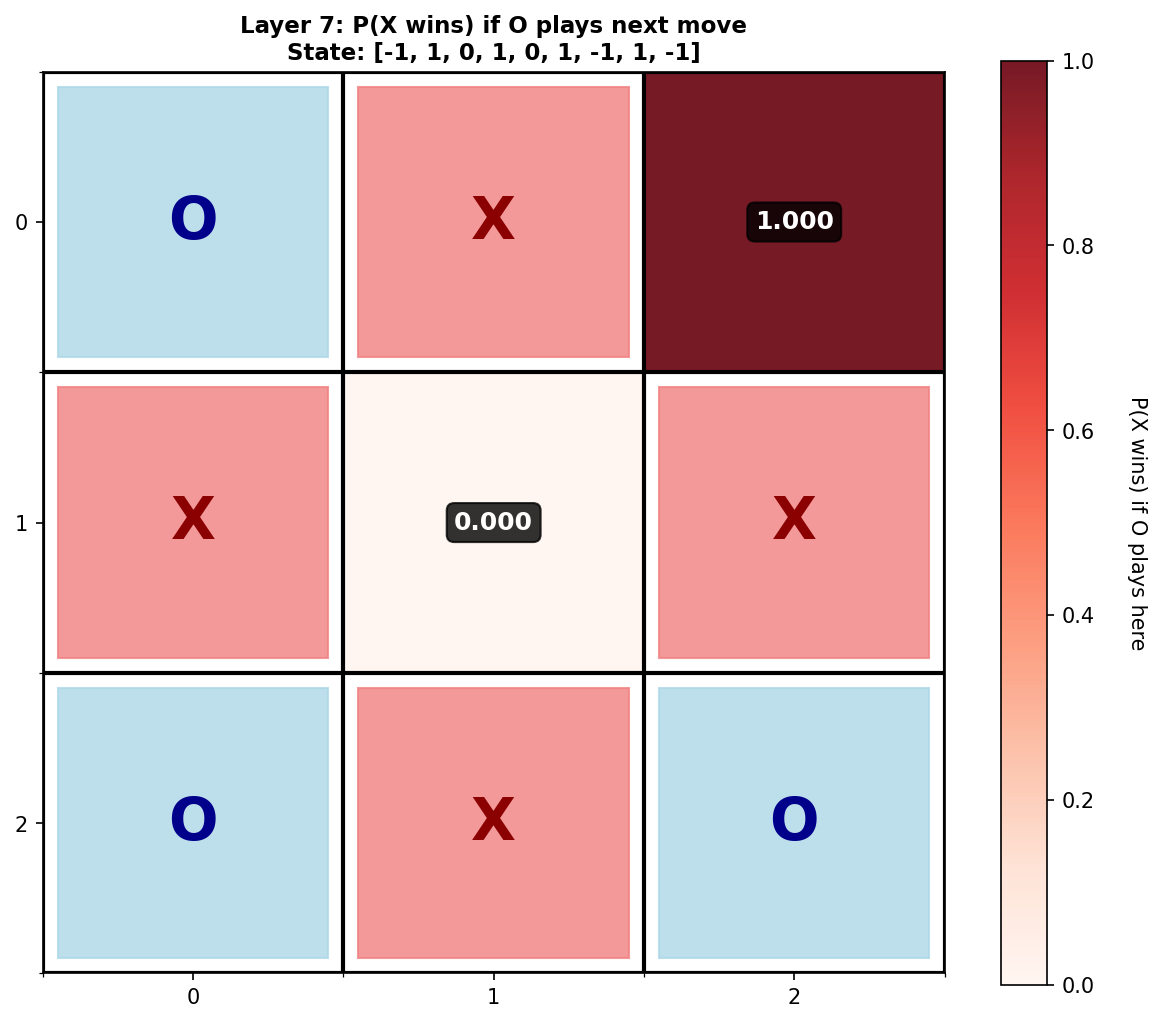 Layer 7: P(X wins) if O plays next move
State: [-1, 1, 0, 1, 0, 1, -1, 1, -1]
0
O
X
1.000
1
X
0.000
X
2
O
X
O
0
1
2
1.0
0.8
0.6
0.4
0.2
0.0
P(X wins) if O plays here